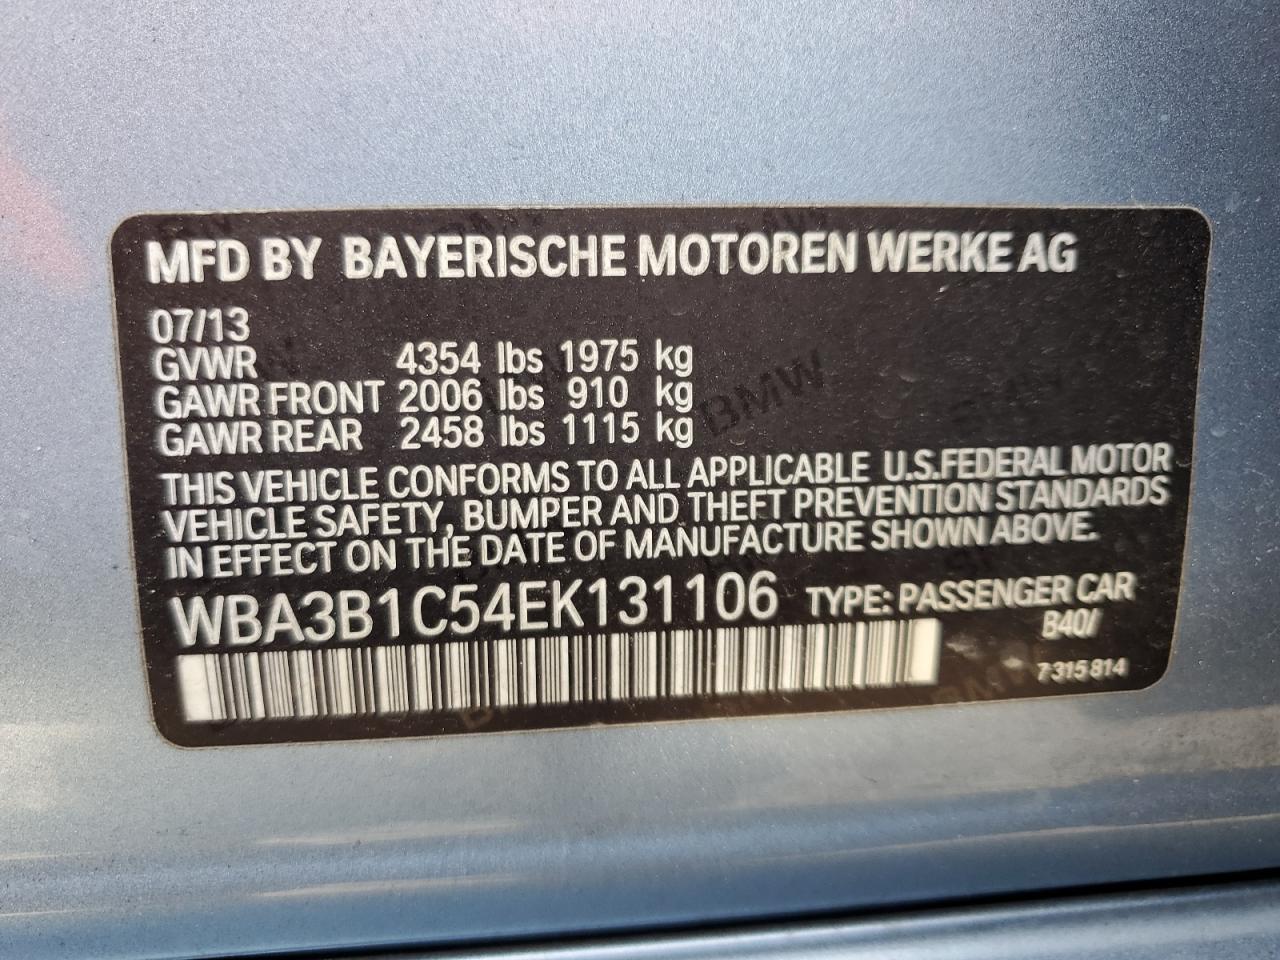 MFD BY BAYERISCHE MOTOREN WERKE AG
07/13
GVWR 4354 lbs 1975 kg
GAWR FRONT 2006 lbs 910 kg
GAWR REAR 2458 lbs 1115 kg
THIS VEHICLE CONFORMS TO ALL APPLICABLE U.S.FEDERAL MOTOR
VEHICLE SAFETY, BUMPER AND THEFT PREVENTION STANDARDS
IN EFFECT ON THE DATE OF MANUFACTURE SHOWN ABOVE.
WBA3B1C54EK131106 TYPE: PASSENGER CAR
B40/
7 315 814
BMW